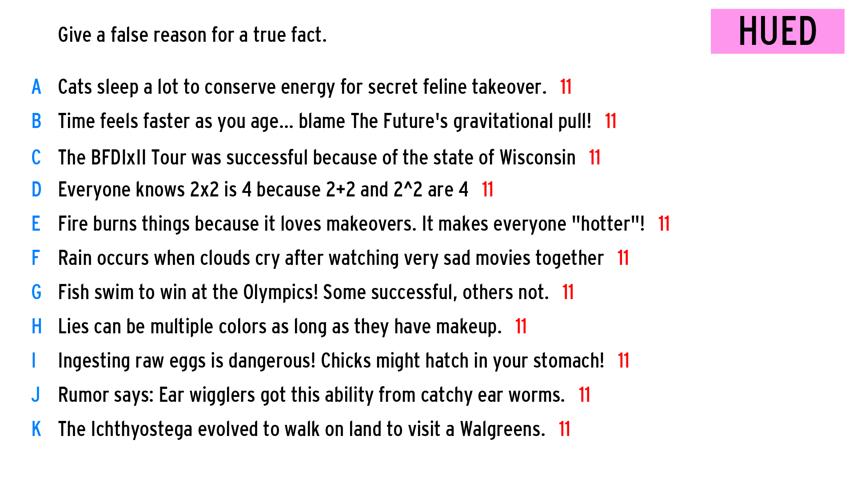 Give a false reason for a true fact.
HUED
A Cats sleep a lot to conserve energy for secret feline takeover. 11
B Time feels faster as you age... blame The Future's gravitational pull! 11
C The BFDIxII Tour was successful because of the state of Wisconsin 11
D Everyone knows 2x2 is 4 because 2+2 and 2^2 are 4 11
E Fire burns things because it loves makeovers. It makes everyone "hotter"! 11
F Rain occurs when clouds cry after watching very sad movies together 11
G Fish swim to win at the Olympics! Some successful, others not. 11
H Lies can be multiple colors as long as they have makeup. 11
I Ingesting raw eggs is dangerous! Chicks might hatch in your stomach! 11
J Rumor says: Ear wigglers got this ability from catchy ear worms. 11
K The Ichthyostega evolved to walk on land to visit a Walgreens. 11